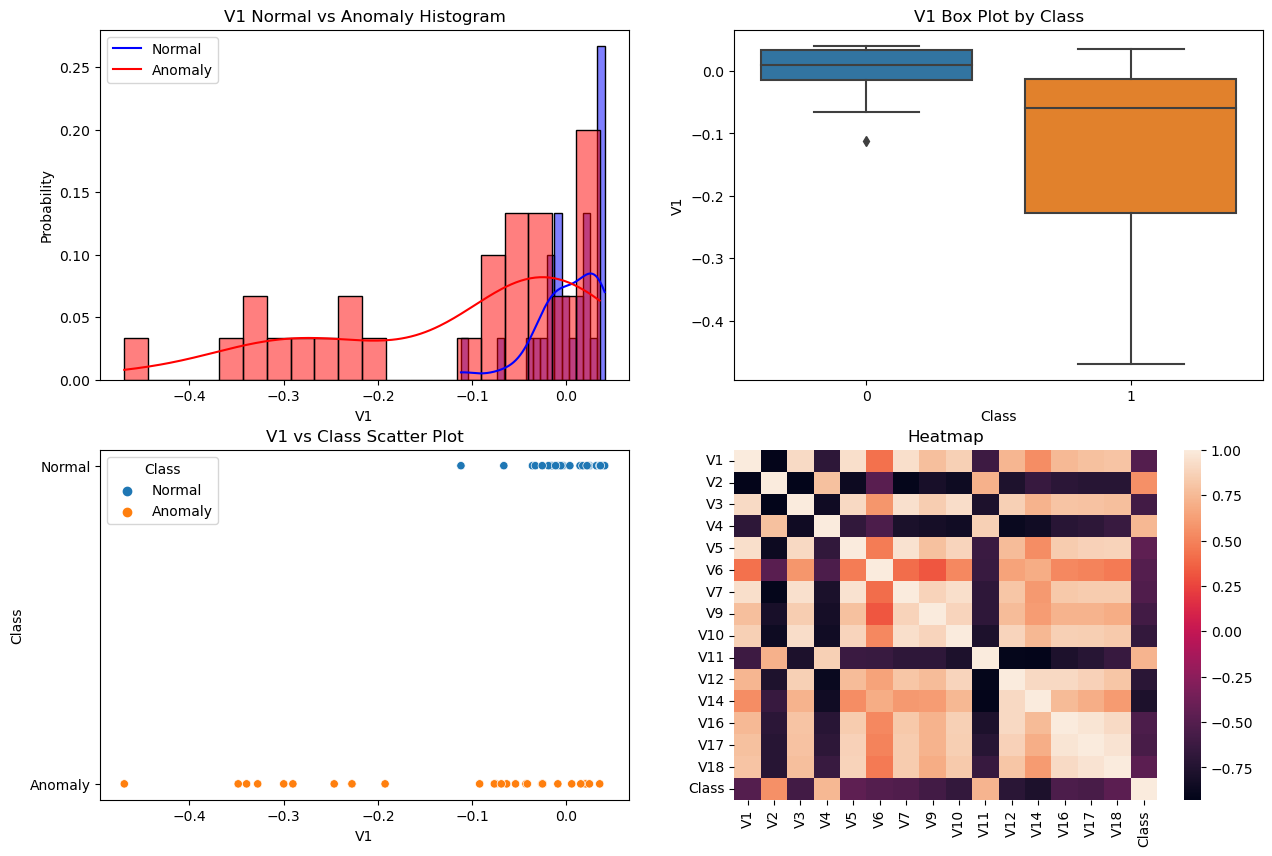 V1 Normal vs Anomaly Histogram
Normal
Anomaly
Probability
0.25
0.20
0.15
0.10
0.05
0.00
−0.4 −0.3 −0.2 −0.1 0.0
V1
V1 Box Plot by Class
V1
0.0
−0.1
−0.2
−0.3
−0.4
0 1
Class
V1 vs Class Scatter Plot
Class
Normal
Anomaly
Class
Normal
Anomaly
−0.4 −0.3 −0.2 −0.1 0.0
V1
Heatmap
V1
V2
V3
V4
V5
V6
V7
V9
V10
V11
V12
V14
V16
V17
V18
Class
V1 V2 V3 V4 V5 V6 V7 V9 V10 V11 V12 V14 V16 V17 V18 Class
1.00
0.75
0.50
0.25
0.00
−0.25
−0.50
−0.75